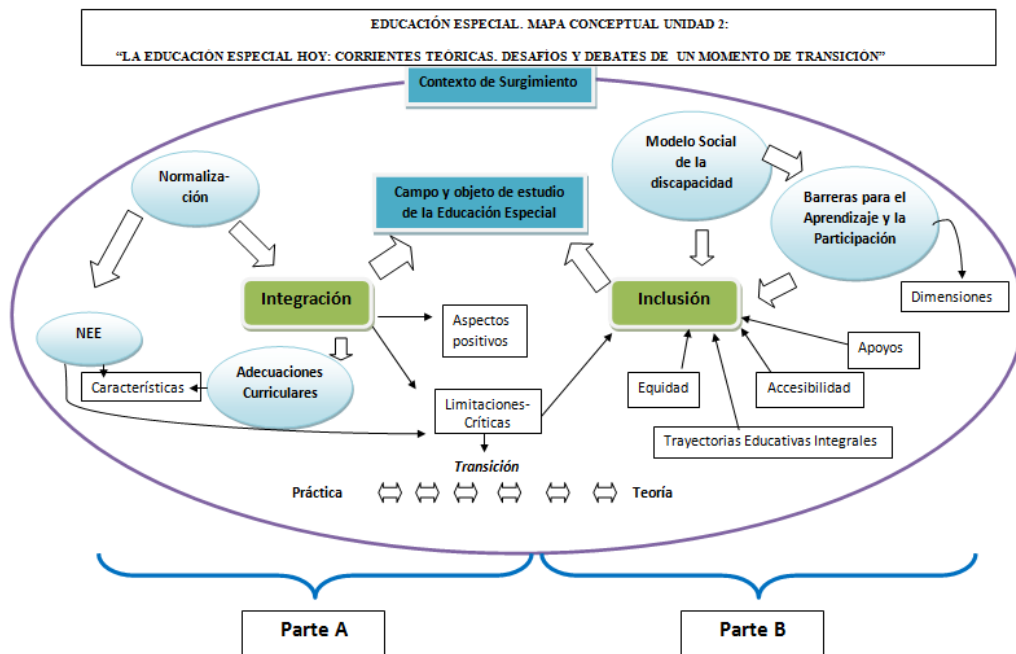 EDUCACIÓN ESPECIAL. MAPA CONCEPTUAL UNIDAD 2:
“LA EDUCACIÓN ESPECIAL HOY: CORRIENTES TEÓRICAS. DESAFÍOS Y DEBATES DE UN MOMENTO DE TRANSICIÓN”
Contexto de Surgimiento
Normaliza-
ción
Campo y objeto de estudio
de la Educación Especial
Modelo Social
de la
discapacidad
Barreras para el
Aprendizaje y la
Participación
Integración
Inclusión
Dimensiones
NEE
Aspectos
positivos
Apoyos
Características
Adecuaciones
Curriculares
Equidad
Accesibilidad
Limitaciones-
Críticas
Trayectorias Educativas Integrales
Transición
Práctica
Teoría
Parte A
Parte B